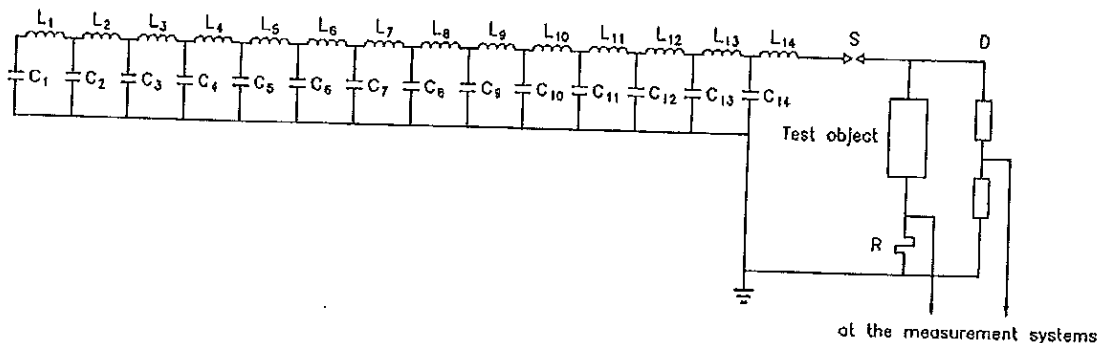 L₁ L₂ L₃ L₄ L₅ L₆ L₇ L₈ L₉ L₁₀ L₁₁ L₁₂ L₁₃ L₁₄ S D
C₁ C₂ C₃ C₄ C₅ C₆ C₇ C₈ C₉ C₁₀ C₁₁ C₁₂ C₁₃ C₁₄
Test object
R
at the measurement systems